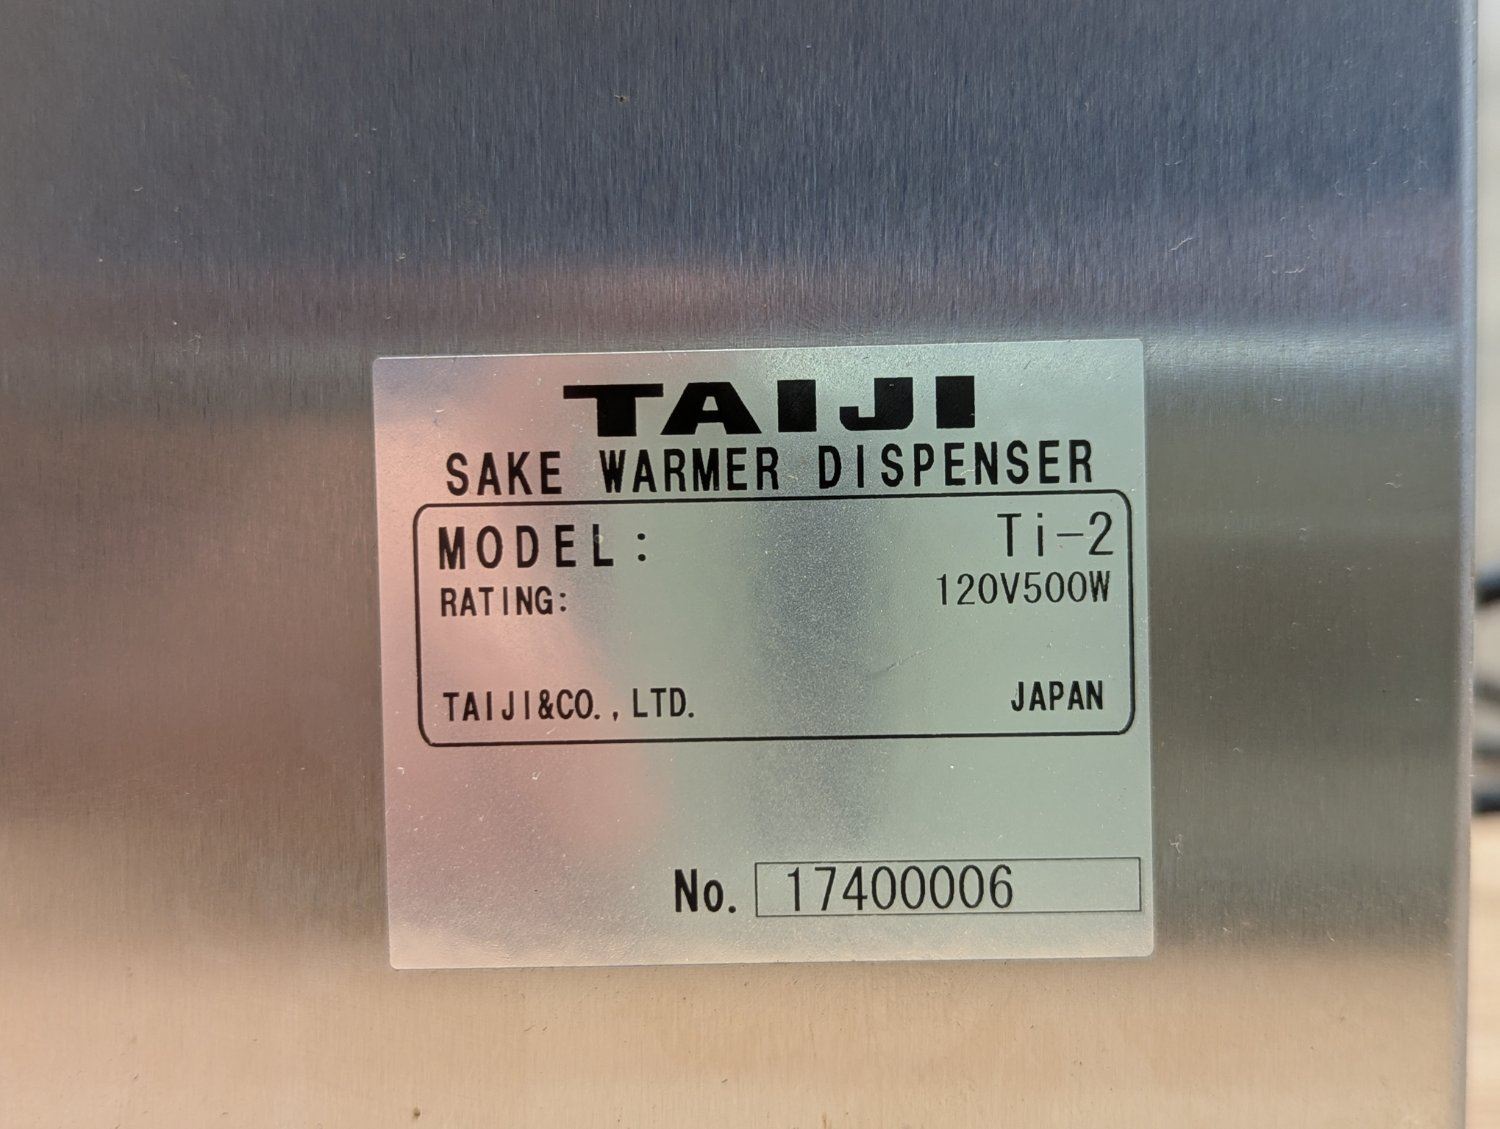 TAIJI
SAKE WARMER DISPENSER
MODEL: Ti-2
RATING: 120V500W
TAIJI&CO.,LTD. JAPAN
No. 17400006